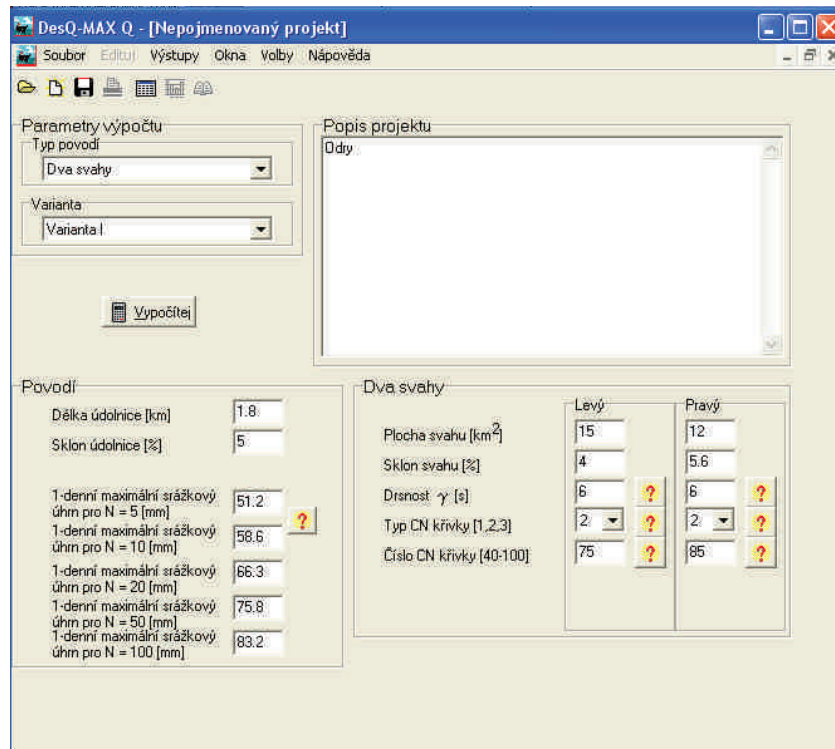 DesQ-MAX Q - [Nepojmenovaný projekt]
Soubor Edituj Výstupy Okna Volby Nápověda
Parametry výpočtu
Typ povodí
Dva svahy
Varianta
Varianta I
Vypočítej
Popis projektu
Odry
Povodí
Délka údolnice [km] 1.8
Sklon údolnice [%] 5
1-denní maximální srážkový
úhrn pro N = 5 [mm] 51.2
?
1-denní maximální srážkový
úhrn pro N = 10 [mm] 58.6
1-denní maximální srážkový
úhrn pro N = 20 [mm] 66.3
1-denní maximální srážkový
úhrn pro N = 50 [mm] 75.8
1-denní maximální srážkový
úhrn pro N = 100 [mm] 83.2
Dva svahy
Levý Pravý
Plocha svahu [km²] 15 12
Sklon svahu [%] 4 5.6
Drsnost γ [s] 6 ? 6 ?
Typ CN křivky [1,2,3] 2 ? 2 ?
Číslo CN křivky [40-100] 75 ? 85 ?